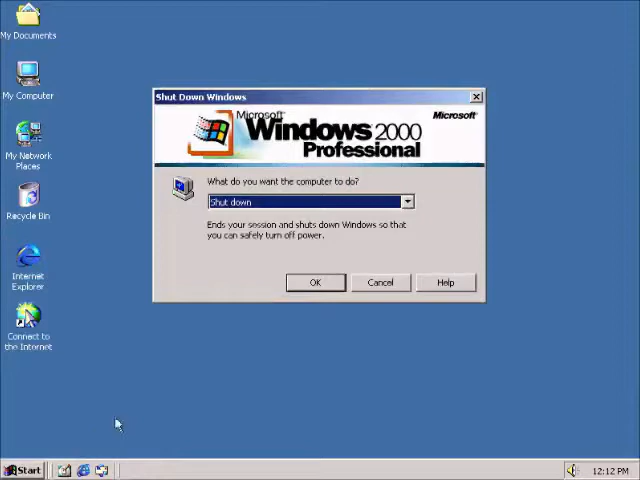 My Documents
My Computer
My Network
Places
Recycle Bin
Internet
Explorer
Connect to
the Internet
Shut Down Windows
Microsoft
Windows 2000
Professional
Microsoft
What do you want the computer to do?
Shut down
Ends your session and shuts down Windows so that
you can safely turn off power.
OK
Cancel
Help
Start
12:12 PM